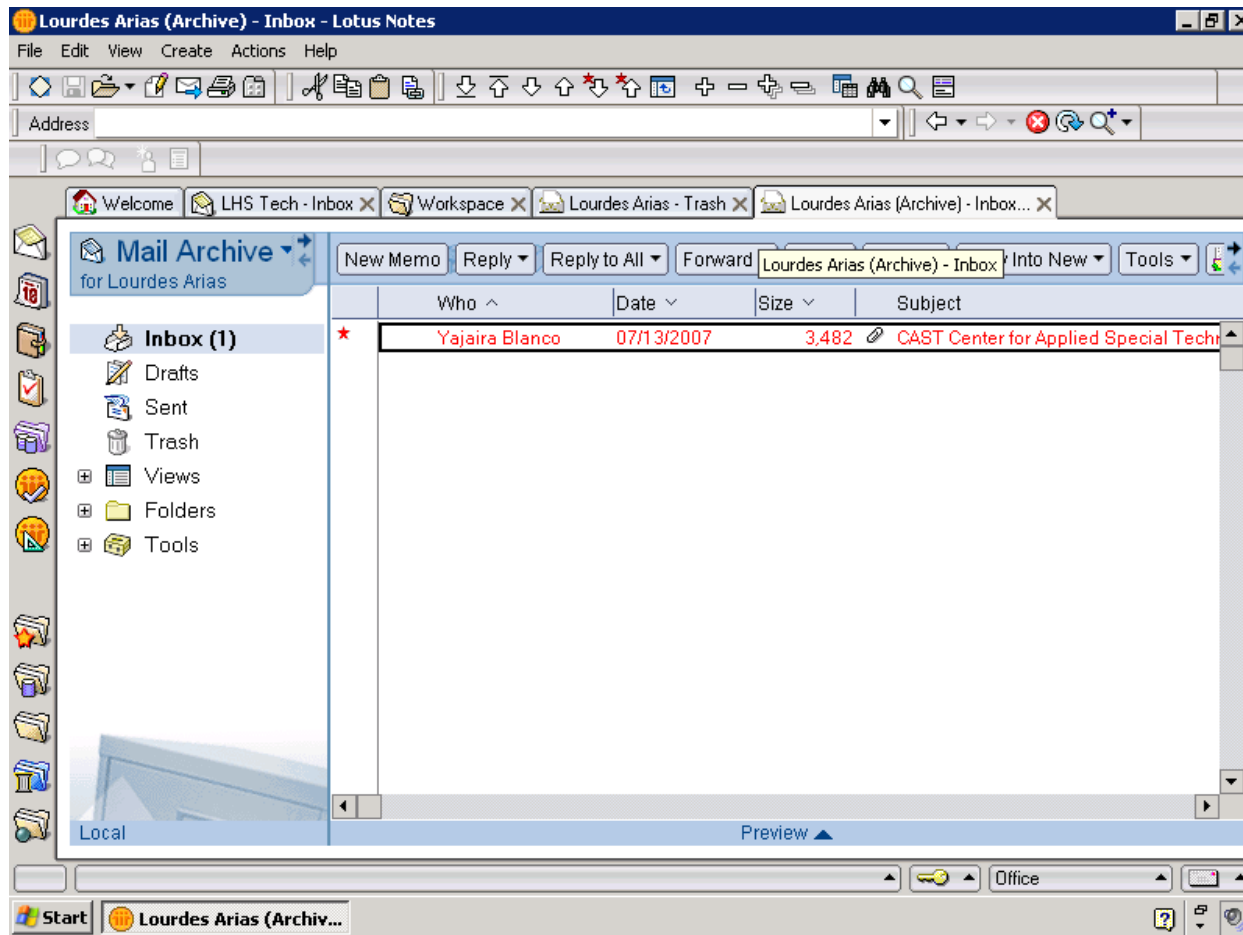 Lourdes Arias (Archive) - Inbox - Lotus Notes
File Edit View Create Actions Help
Address
Welcome LHS Tech - Inbox Workspace Lourdes Arias - Trash Lourdes Arias (Archive) - Inbox...
Mail Archive
for Lourdes Arias
New Memo Reply Reply to All Forward Into New Tools
Lourdes Arias (Archive) - Inbox
Who Date Size Subject
Inbox (1)
Yajaira Blanco 07/13/2007 3,482 CAST Center for Applied Special Techn
Drafts
Sent
Trash
Views
Folders
Tools
Local
Preview
Office
Start Lourdes Arias (Archiv...